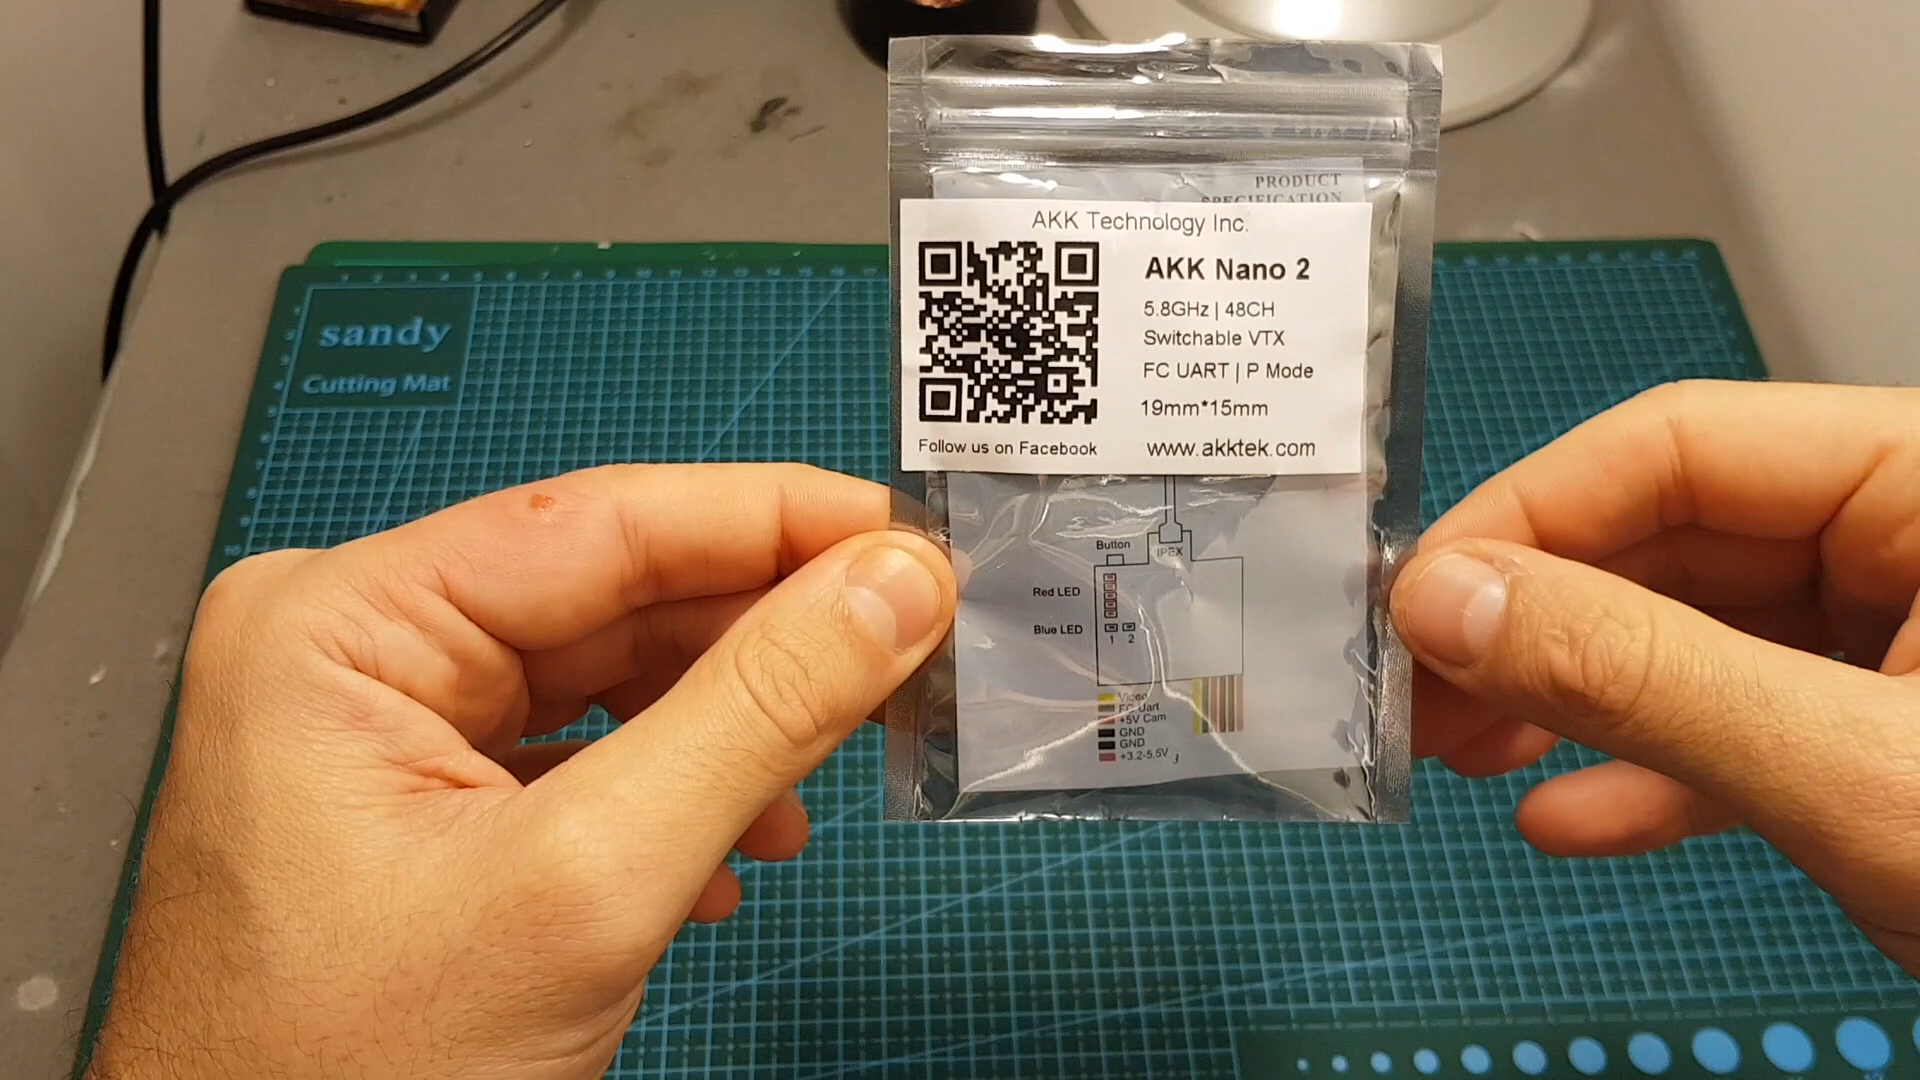 PRODUCT
SPECIFICATION
AKK Technology Inc.
AKK Nano 2
5.8GHz | 48CH
Switchable VTX
FC UART | P Mode
19mm*15mm
Follow us on Facebook
www.akktek.com
sandy
Cutting Mat
Button
IPEX
Red LED
Blue LED
1 2
Video
FC Uart
+5V Cam
GND
GND
+3.2-5.5V